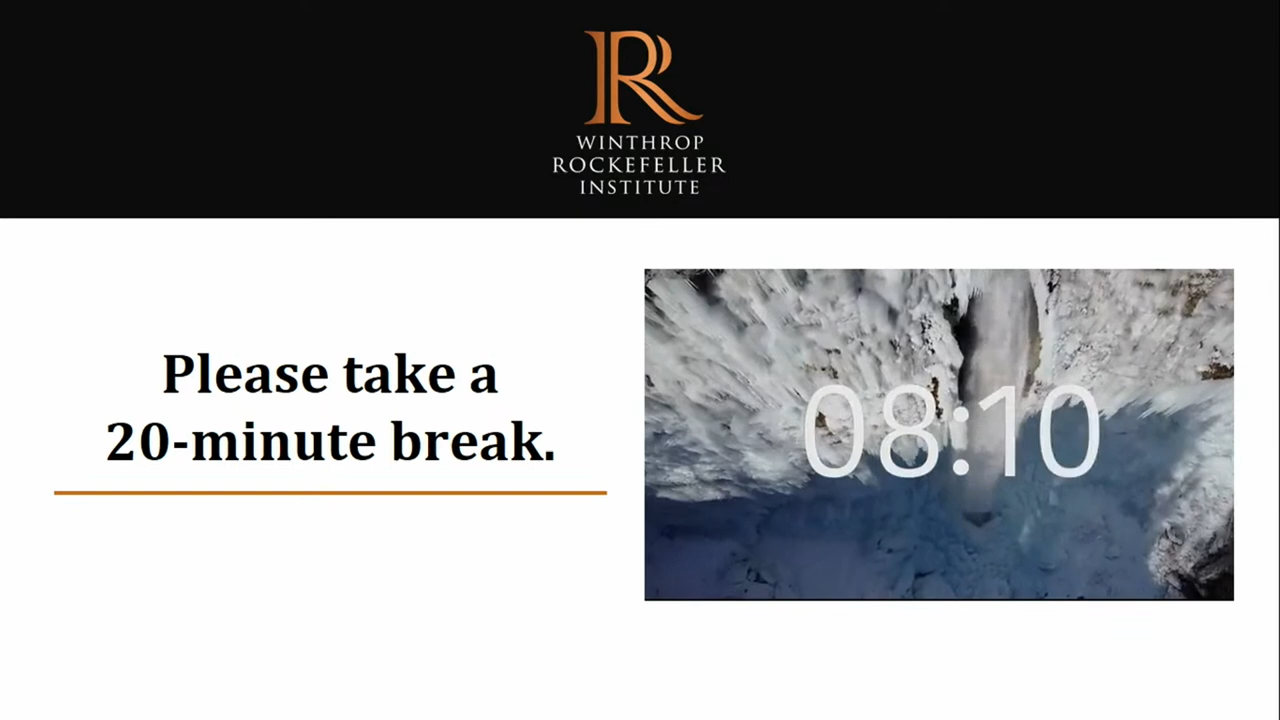 WINTHROP
ROCKEFELLER
INSTITUTE
Please take a
20-minute break.
08:10